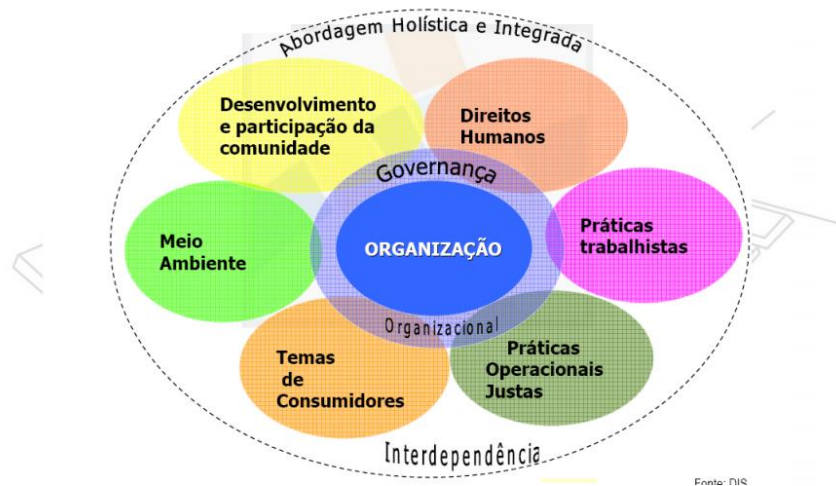 Abordagem Holística e Integrada
Desenvolvimento
e participação da
comunidade
Direitos
Humanos
Governança
ORGANIZAÇÃO
Organizacional
Meio
Ambiente
Práticas
trabalhistas
Temas
de
Consumidores
Práticas
Operacionais
Justas
Interdependência
Fonte: DIS